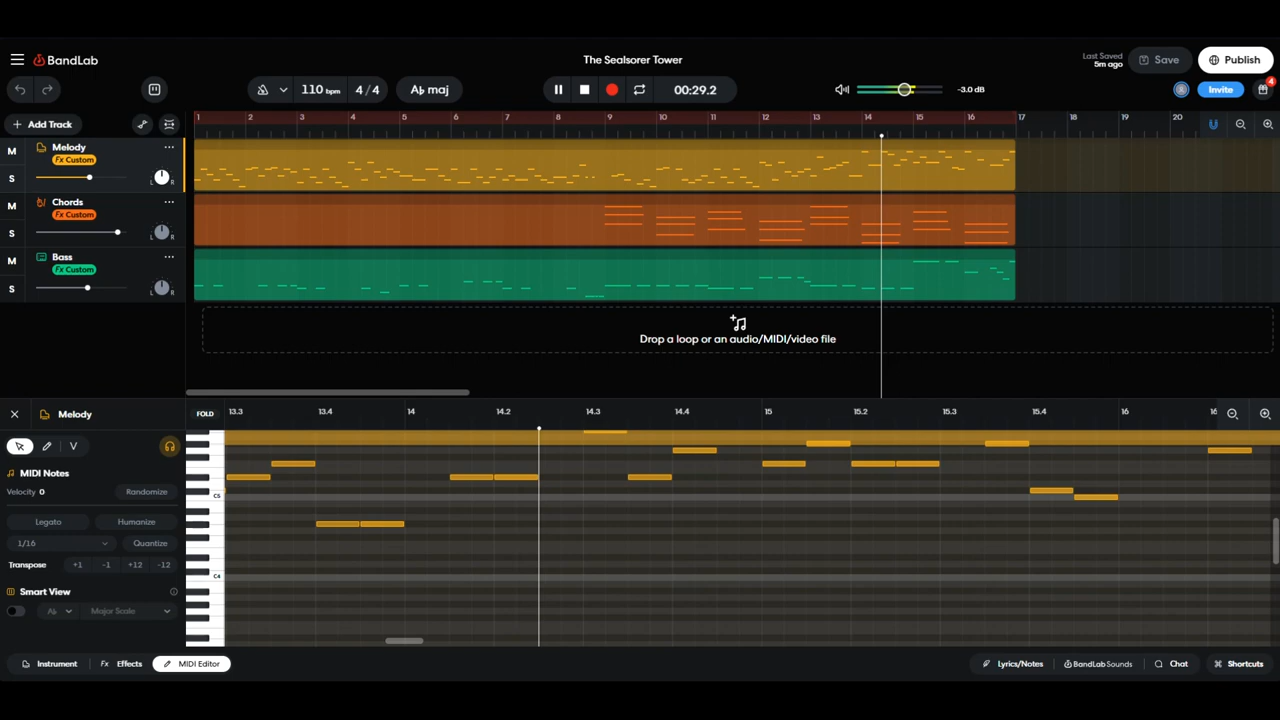 BandLab
The Sealsorer Tower
Last Saved
5m ago
Save
Publish
110 bpm
4 / 4
A♭ maj
00:29.2
-3.0 dB
Invite
4
+ Add Track
1 2 3 4 5 6 7 8 9 10 11 12 13 14 15 16 17 18 19 20
M
Melody
Fx Custom
S
L R
M
Chords
Fx Custom
S
L R
M
Bass
Fx Custom
S
L R
Drop a loop or an audio/MIDI/video file
Melody
FOLD
13.3 13.4 14 14.2 14.3 14.4 15 15.2 15.3 15.4 16
MIDI Notes
Velocity 0
Randomize
C5
Legato
Humanize
1/16
Quantize
Transpose
+1 -1 +12 -12
C4
Smart View
A♭
Major Scale
Instrument
Fx Effects
MIDI Editor
Lyrics/Notes
BandLab Sounds
Chat
Shortcuts